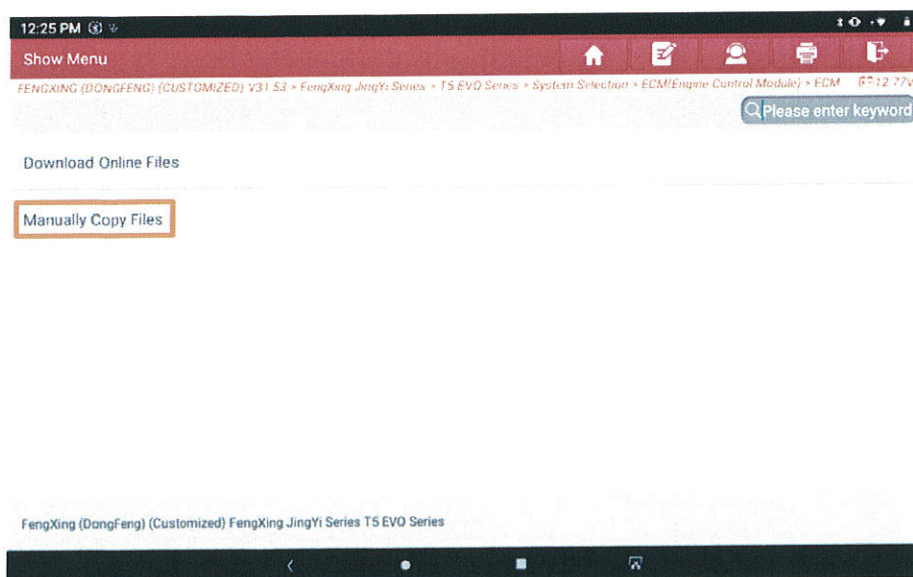 12:25 PM
Show Menu
FENGXING (DONGFENG) (CUSTOMIZED) V31.53 > FengXing JingYi Series > T5 EVO Series > System Selection > ECM(Engine Control Module) > ECM 12.77V
Please enter keyword
Download Online Files
Manually Copy Files
FengXing (DongFeng) (Customized) FengXing JingYi Series T5 EVO Series